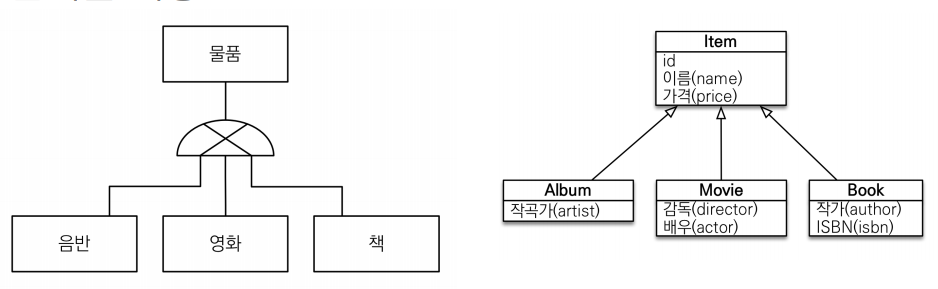 물품
음반
영화
책
Item
id
이름(name)
가격(price)
Album
작곡가(artist)
Movie
감독(director)
배우(actor)
Book
작가(author)
ISBN(isbn)